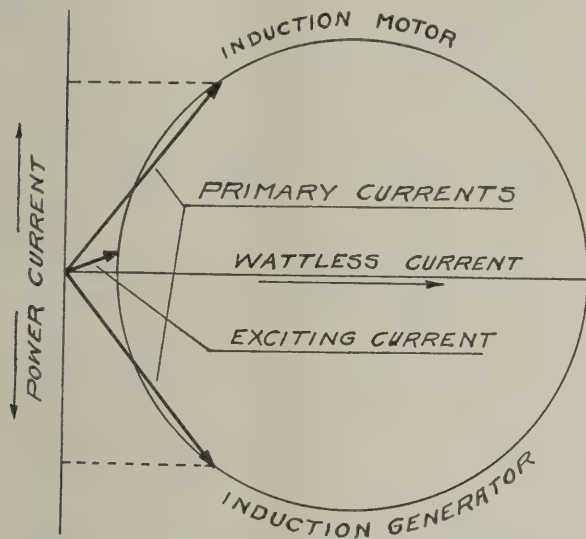 INDUCTION MOTOR
POWER CURRENT
PRIMARY CURRENTS
WATTLESS CURRENT
EXCITING CURRENT
INDUCTION GENERATOR